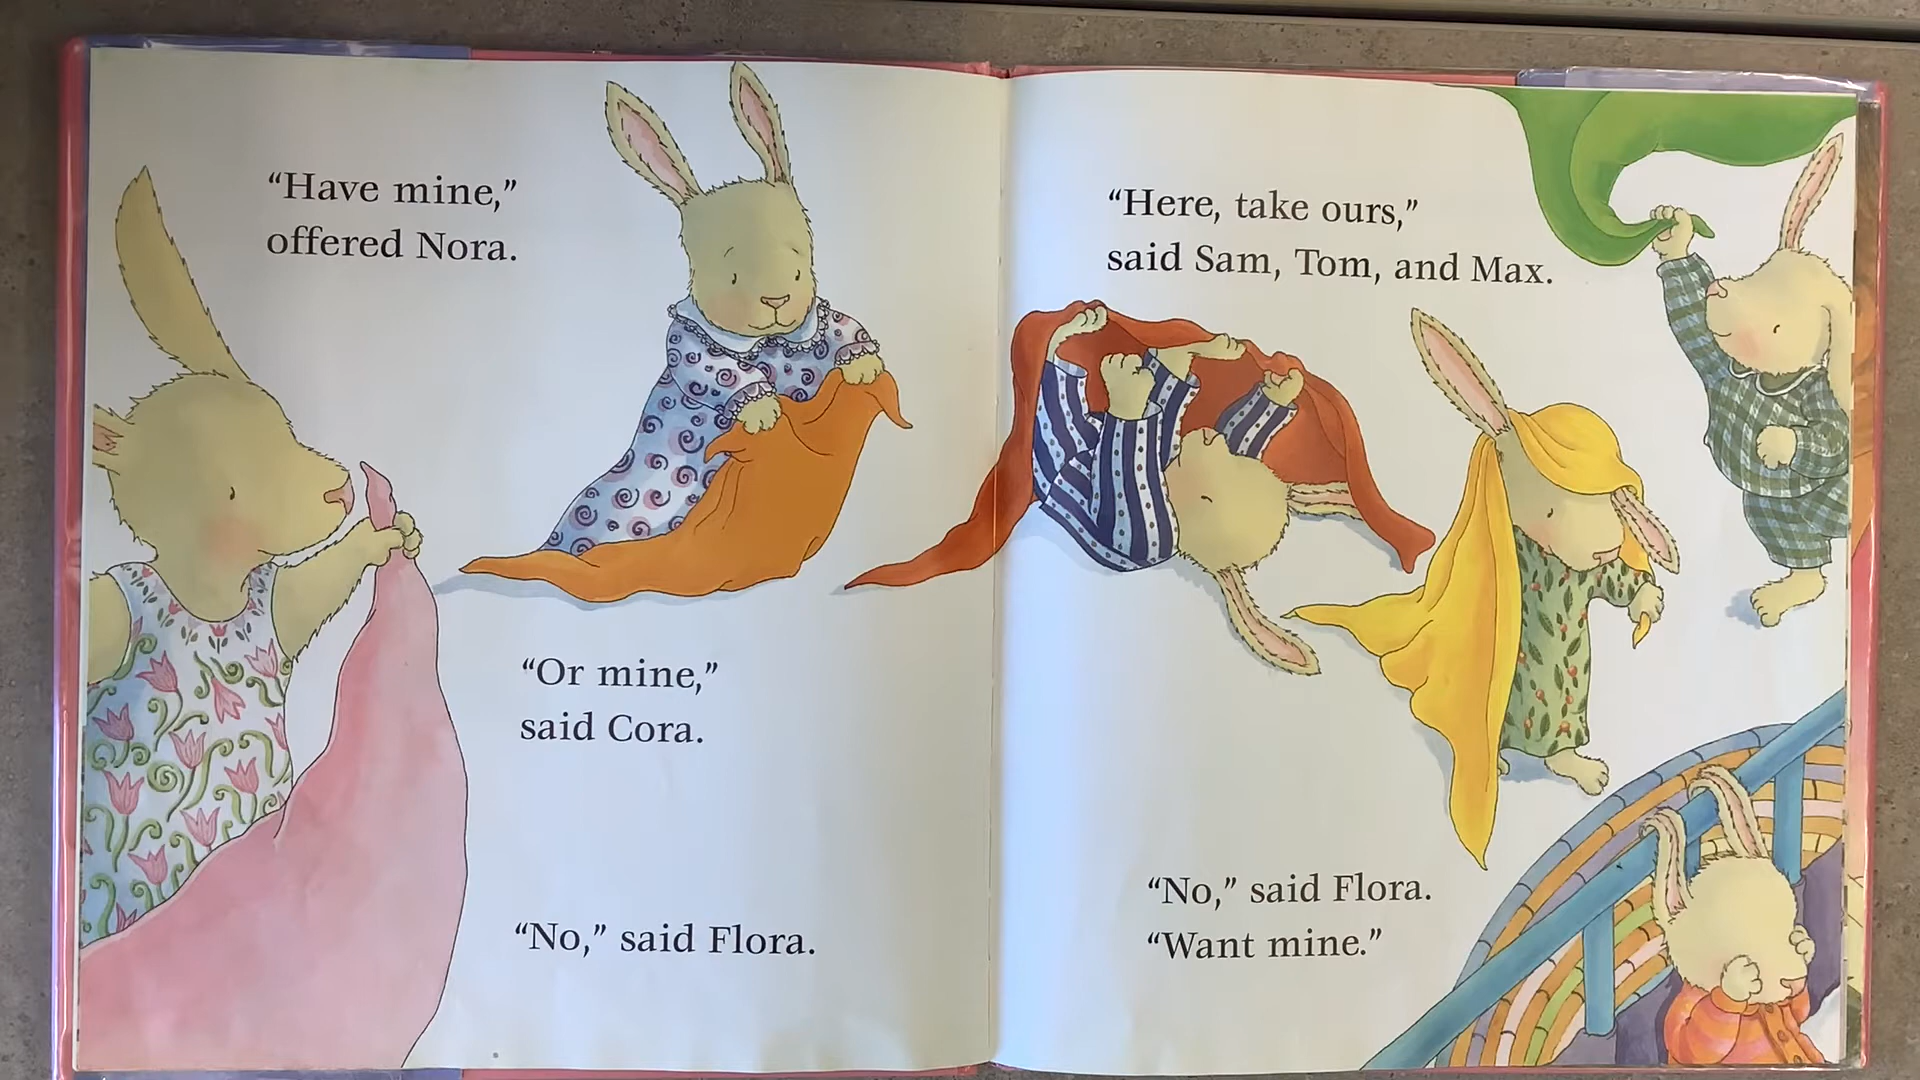 “Have mine,”
offered Nora.
“Or mine,”
said Cora.
“No,” said Flora.
“Here, take ours,”
said Sam, Tom, and Max.
“No,” said Flora.
“Want mine.”